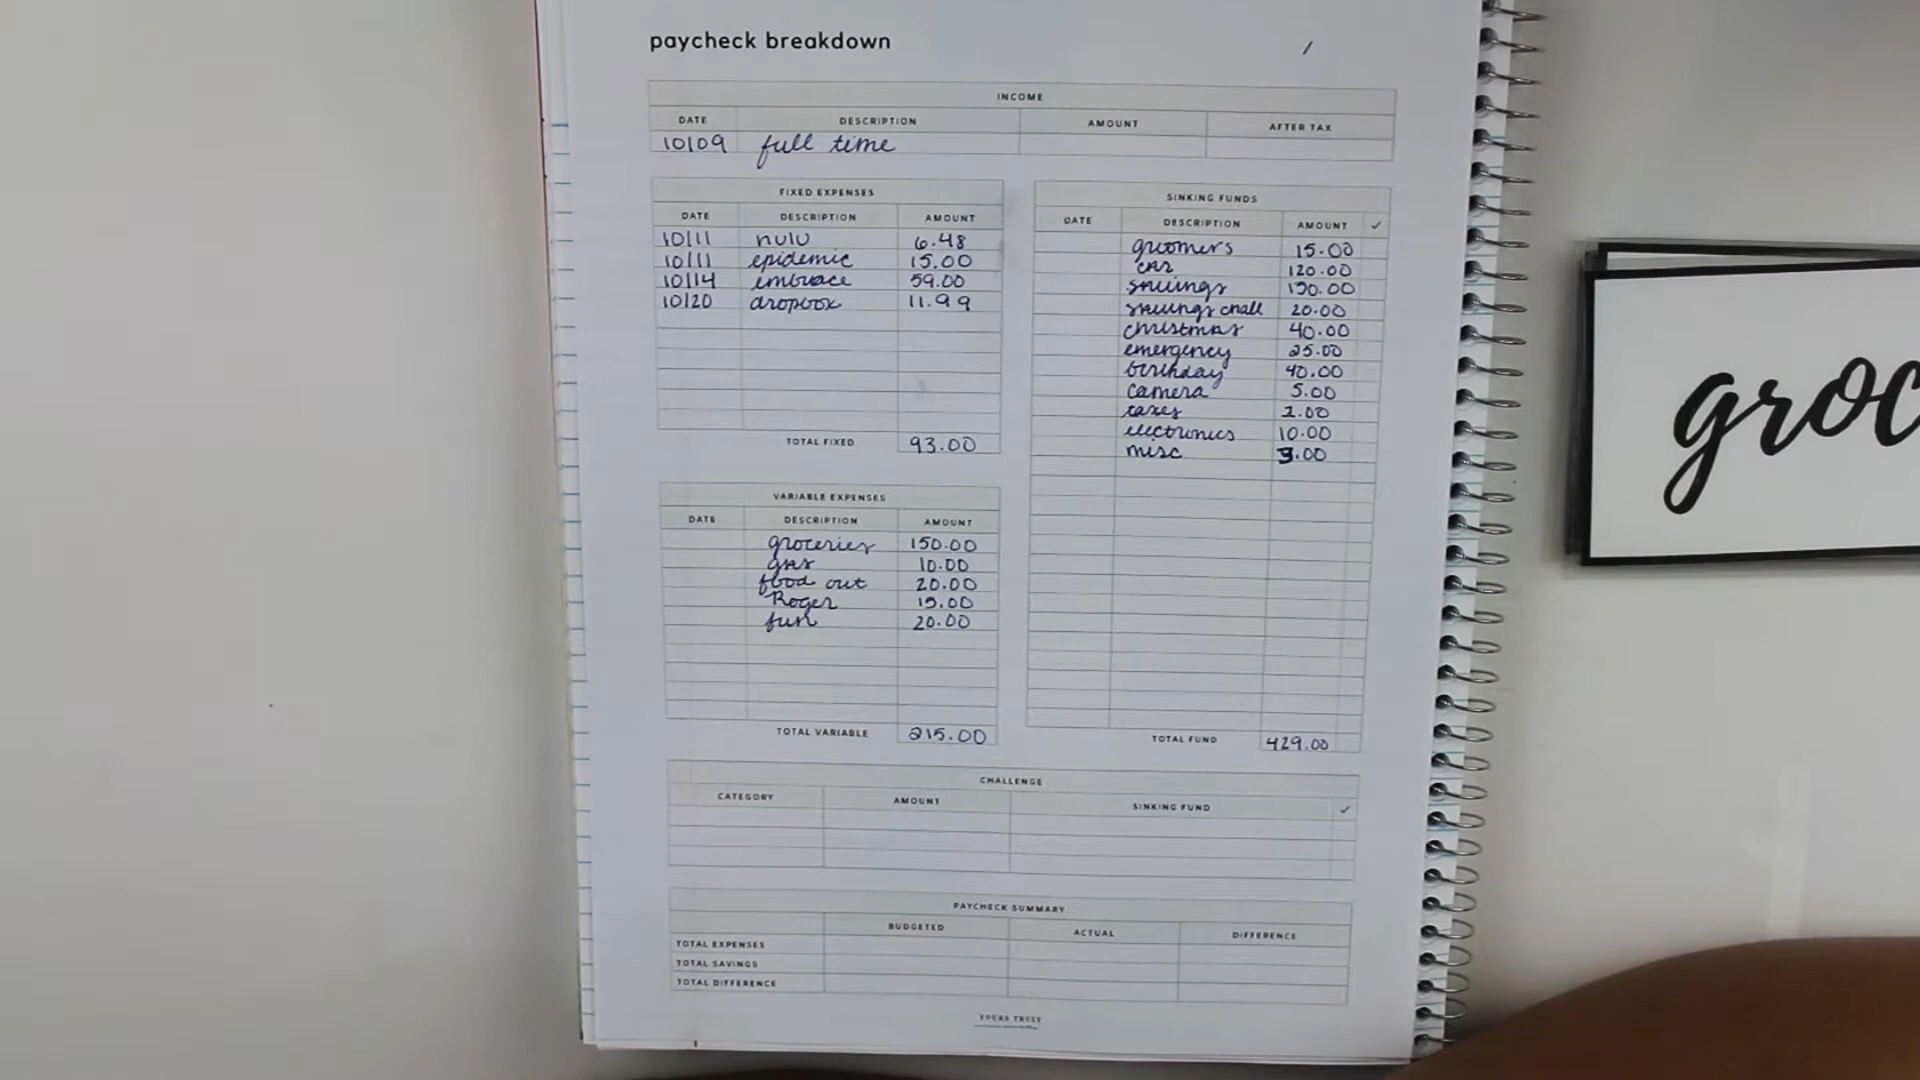 paycheck breakdown
INCOME
DATE DESCRIPTION AMOUNT AFTER TAX
10/09 full time
FIXED EXPENSES
DATE DESCRIPTION AMOUNT
10/11 nulu 6.48
10/11 epidemic 15.00
10/14 embrace 59.00
10/20 dropbox 11.99
TOTAL FIXED 93.00
VARIABLE EXPENSES
DATE DESCRIPTION AMOUNT
groceries 150.00
gas 10.00
food out 20.00
Roger 15.00
fun 20.00
TOTAL VARIABLE 215.00
SINKING FUNDS
DATE DESCRIPTION AMOUNT ✓
groomers 15.00
car 120.00
savings
savings chall 20.00
christmas 40.00
emergency 25.00
birthday 40.00
camera 5.00
taxes
electronics 10.00
misc 3.00
TOTAL FUND 429.00
CHALLENGE
CATEGORY AMOUNT SINKING FUND ✓
PAYCHECK SUMMARY
BUDGETED ACTUAL DIFFERENCE
TOTAL EXPENSES
TOTAL SAVINGS
TOTAL DIFFERENCE
YOURS TRULY
groc